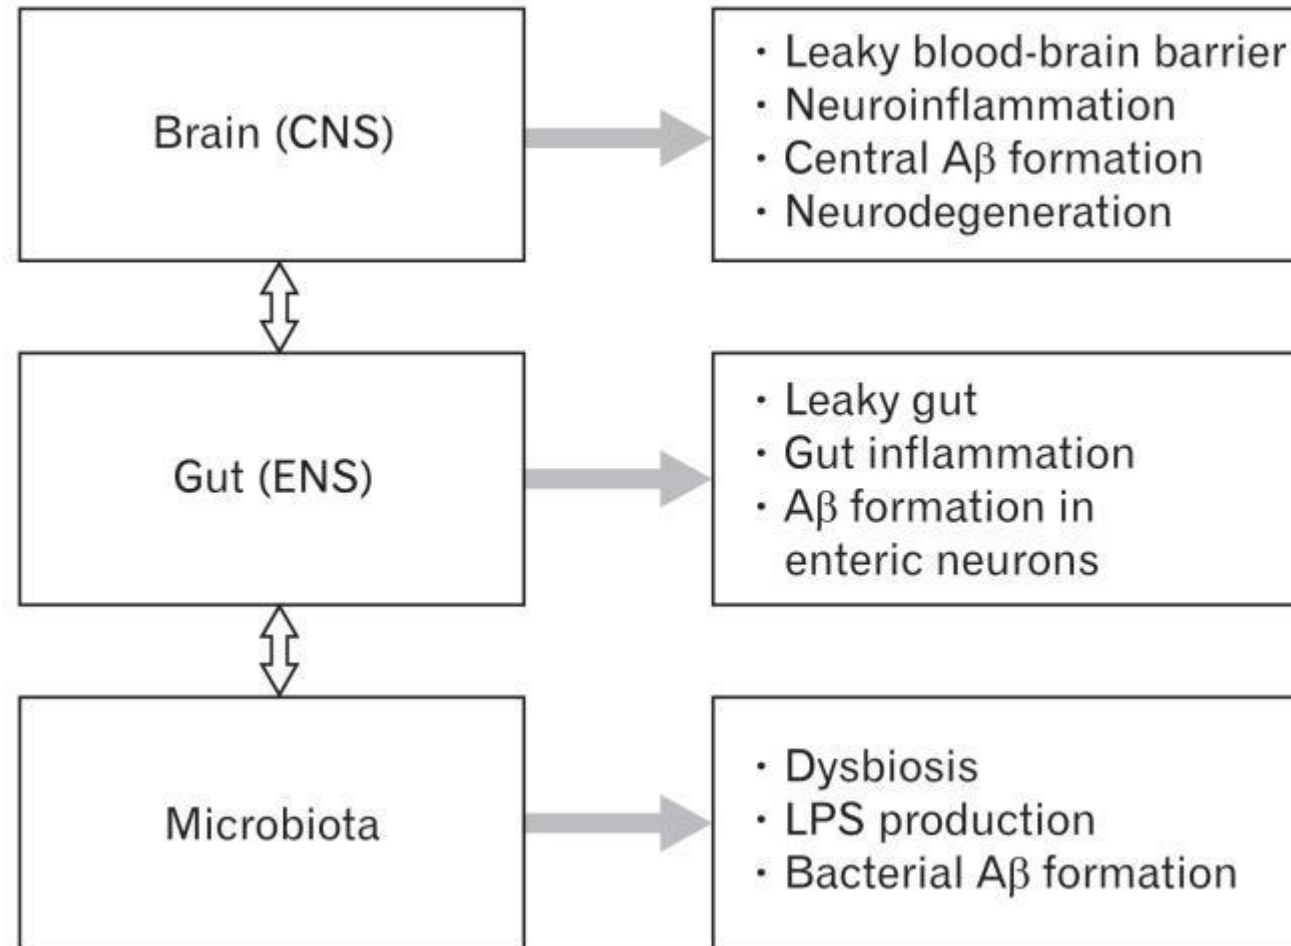 Brain (CNS)
· Leaky blood-brain barrier
· Neuroinflammation
· Central Aβ formation
· Neurodegeneration
Gut (ENS)
· Leaky gut
· Gut inflammation
· Aβ formation in
enteric neurons
Microbiota
· Dysbiosis
· LPS production
· Bacterial Aβ formation